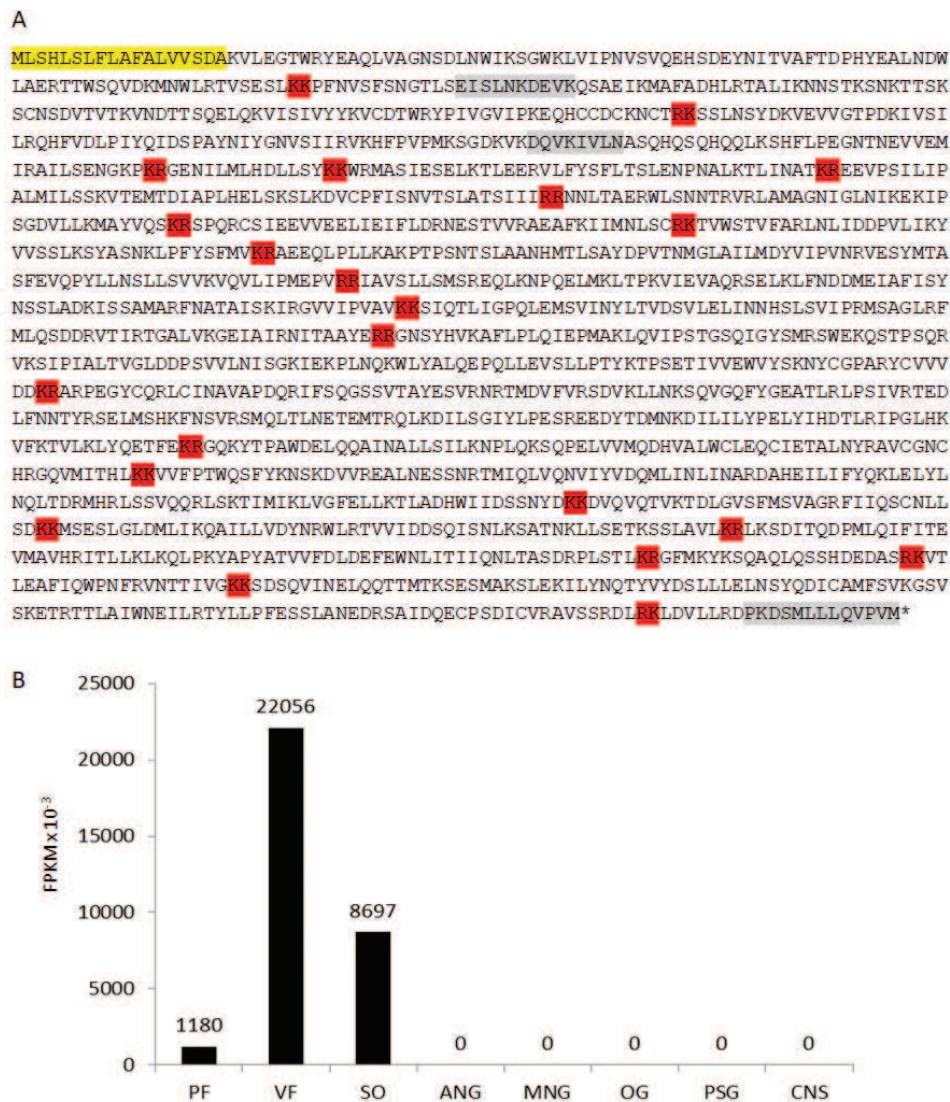 A
MLSHLSLFLAFALVVSDAKVLEGTWRYEAQLVAGNSDLNWIKSGWKLVIPNVSVQEHSDEYNITVAFTDPHYEALNDW
LAERTTWSQVDKMNWLRTVSESLKKPFNVSFSNGTLSEISLNKDEVKQSAEIKMAFADHLRTALIKNNSTKSNKTTSK
SCNSDVTVTKVNDTTSQELQKVISIVYYKVCDTWRYPIVGVIPKEQHCCDCKNCTRKSSLNSYDKVEVVGTPDKIVSI
LRQHFVDLPIYQIDSPAYNIYGNVSIIRVKHFPVPMKSGDKVKDQVKIVLNASQHQSQHQQLKSHFLPEGNTNEVVEM
IRAILSENGKPKRGENILMLHDLLSYKKWRMASIESELKTLEERVLFYSFLTSLENPNALKTLINATKREEVPSILIP
ALMILSSKVTEMTDIAPLHELSKSLKDVCPFISNVTSLATSIIIRRNNLTAERWLSNNTRVRLAMAGNIGLNIKEKIP
SGDVLLKMAYVQSKRSPQRCSIEEVVEELIEIFLDRNESTVVRAEAFKIIMNLSCRKTVWSTVFARLNLIDDPVLIKY
VVSSLKSYASNKLPFYSFMVKRAEEQLPLLKAKPTPSNTSLAANHMTLSAYDPVTNMGLAILMDYVIPVNRVESYMTA
SFEVQPYLLNSLLSVVKVQVLIPMEPVRRIAVSLLSMSREQLKNPQELMKLTPKVIEVAQRSELKLFNDDMEIAFISY
NSSLADKISSAMARFNATAISKIRGVVIPVAVKKSIQTLIGPQLEMSVINYLTVDSVLELINNHSLSVIPRMSAGLRF
MLQSDDRVTIRTGALVKGEIAIRNITAAYERRGNSYHVKAFLPLQIEPMAKLQVIPSTGSQIGYSMRSWEKQSTPSQR
VKSIPIALTVGLDDPSVVLNISGKIEKPLNQKWLYALQEPQLLEVSLLPTYKTPSETIVVEWVYSKNYCGPARYCVVV
DDKRARPEGYCQRLCINAVAPDQRIFSQGSSVTAYESVRNRTMDVFVRSDVKLLNKSQVGQFYGEATLRLPSIVRTED
LFNNTYRSELMSHKFNSVRSMQLTLNETEMTRQLKDILSGIYLPESREEDYTDMNKDILILYPELYIHDTLRIPGLHK
VFKTVLKLYQETFEKRGQKYTPAWDELQQAINALLSILKNPLQKSQPELVVMQDHVALWCLEQCIETALNYRAVCGNC
HRGQVMITHLKKVVFPTWQSFYKNSKDVVREALNESSNRTMIQLVQNVIYVDQMLINLINARDAHEILIFYQKLELYL
NQLTDRMHRLSSVQQRLSKTIMIKLVGFELLKTLADHWIIDSSNYDKKDVQVQTVKTDLGVSFMSVAGRFIIQSCNLL
SDKKMSESLGLDMLIKQAILLVDYNRWLRTVVIDDSQISNLKSATNKLLSETKSSLAVLKRLKSDITQDPMLQIFITE
VMAVHRITLLKLKQLPKYAPYATVVFDLDEFEWNLITIIQNLTASDRPLSTLKRGFMKYKSQAQLQSSHDEDASRKVT
LEAFIQWPNFRVNTTIVGKKSDSQVINELQQTTMTKSESMAKSLEKILYNQTYVYDSLLLELNSYQDICAMFSVKGSV
SKETRTTLAIWNEILRTYLLPFESSLANEDRSAIDQECPSDICVRAVSSRDLRKLDVLLRDPKDSMLLLQVPVM*
B
FPKM x 10⁻³
25000
20000
15000
10000
5000
0
1180
22056
8697
0
0
0
0
0
PF
VF
SO
ANG
MNG
OG
PSG
CNS